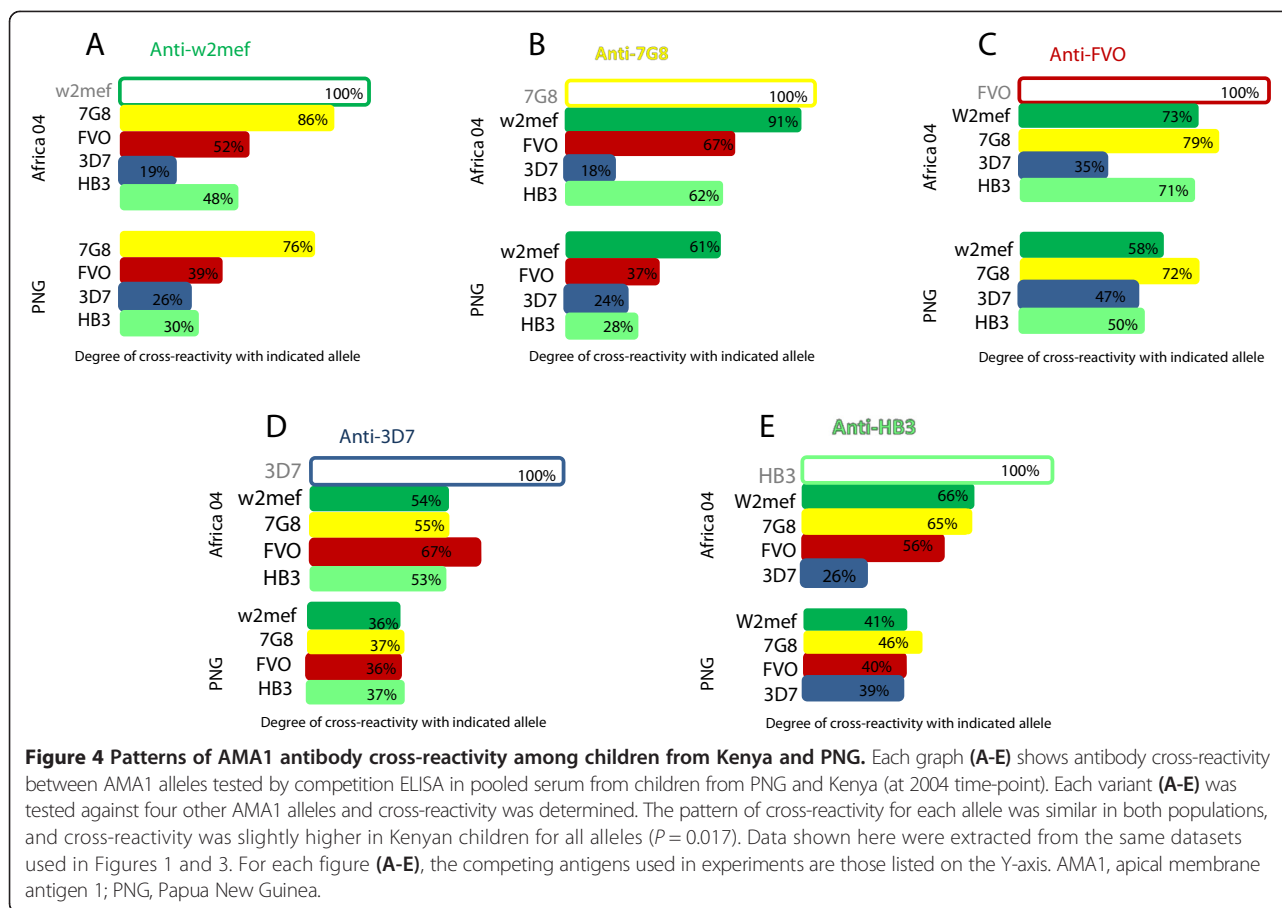 A
Anti-w2mef
w2mef
100%
7G8
86%
FVO
52%
3D7
19%
HB3
48%
Africa 04
7G8
76%
FVO
39%
3D7
26%
HB3
30%
PNG
Degree of cross-reactivity with indicated allele
B
Anti-7G8
7G8
100%
w2mef
91%
FVO
67%
3D7
18%
HB3
62%
Africa 04
w2mef
61%
FVO
37%
3D7
24%
HB3
28%
PNG
Degree of cross-reactivity with indicated allele
C
Anti-FVO
FVO
100%
W2mef
73%
7G8
79%
3D7
35%
HB3
71%
Africa 04
w2mef
58%
7G8
72%
3D7
47%
HB3
50%
PNG
Degree of cross-reactivity with indicated allele
D
Anti-3D7
3D7
100%
w2mef
54%
7G8
55%
FVO
67%
HB3
53%
Africa 04
w2mef
36%
7G8
37%
FVO
36%
HB3
37%
PNG
Degree of cross-reactivity with indicated allele
E
Anti-HB3
HB3
100%
W2mef
66%
7G8
65%
FVO
56%
3D7
26%
Africa 04
W2mef
41%
7G8
46%
FVO
40%
3D7
39%
PNG
Degree of cross-reactivity with indicated allele
Figure 4 Patterns of AMA1 antibody cross-reactivity among children from Kenya and PNG. Each graph (A-E) shows antibody cross-reactivity
between AMA1 alleles tested by competition ELISA in pooled serum from children from PNG and Kenya (at 2004 time-point). Each variant (A-E) was
tested against four other AMA1 alleles and cross-reactivity was determined. The pattern of cross-reactivity for each allele was similar in both populations,
and cross-reactivity was slightly higher in Kenyan children for all alleles (P = 0.017). Data shown here were extracted from the same datasets
used in Figures 1 and 3. For each figure (A-E), the competing antigens used in experiments are those listed on the Y-axis. AMA1, apical membrane
antigen 1; PNG, Papua New Guinea.